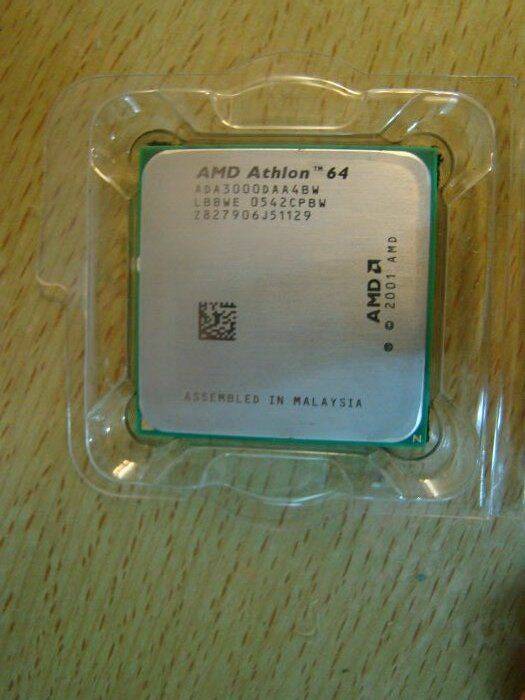 AMD Athlon™ 64
ADA3000DAA4BW
LBBWE 0542CPBW
Z827906J51129
AMD
© 2001 AMD
ASSEMBLED IN MALAYSIA
N